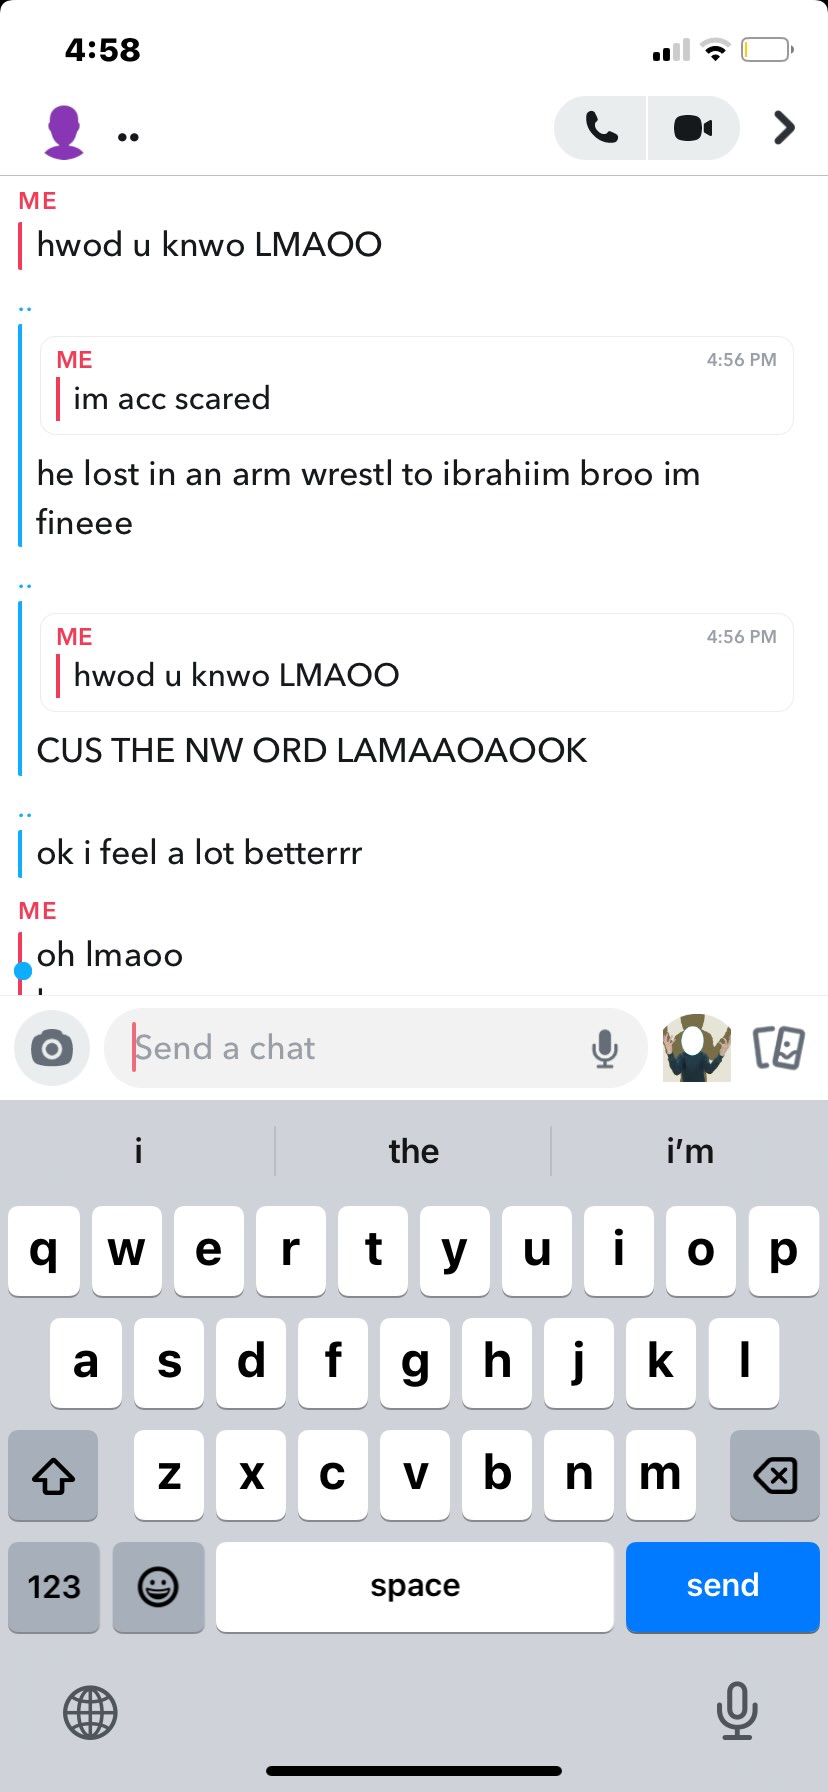 4:58
..
ME
hwod u knwo LMAOO
..
ME 4:56 PM
im acc scared
he lost in an arm wrestl to ibrahiim broo im
fineee
..
ME 4:56 PM
hwod u knwo LMAOO
CUS THE NW ORD LAMAAOAOOK
..
ok i feel a lot betterrr
ME
oh lmaoo
Send a chat
i the i'm
q w e r t y u i o p
a s d f g h j k l
z x c v b n m
123 space send